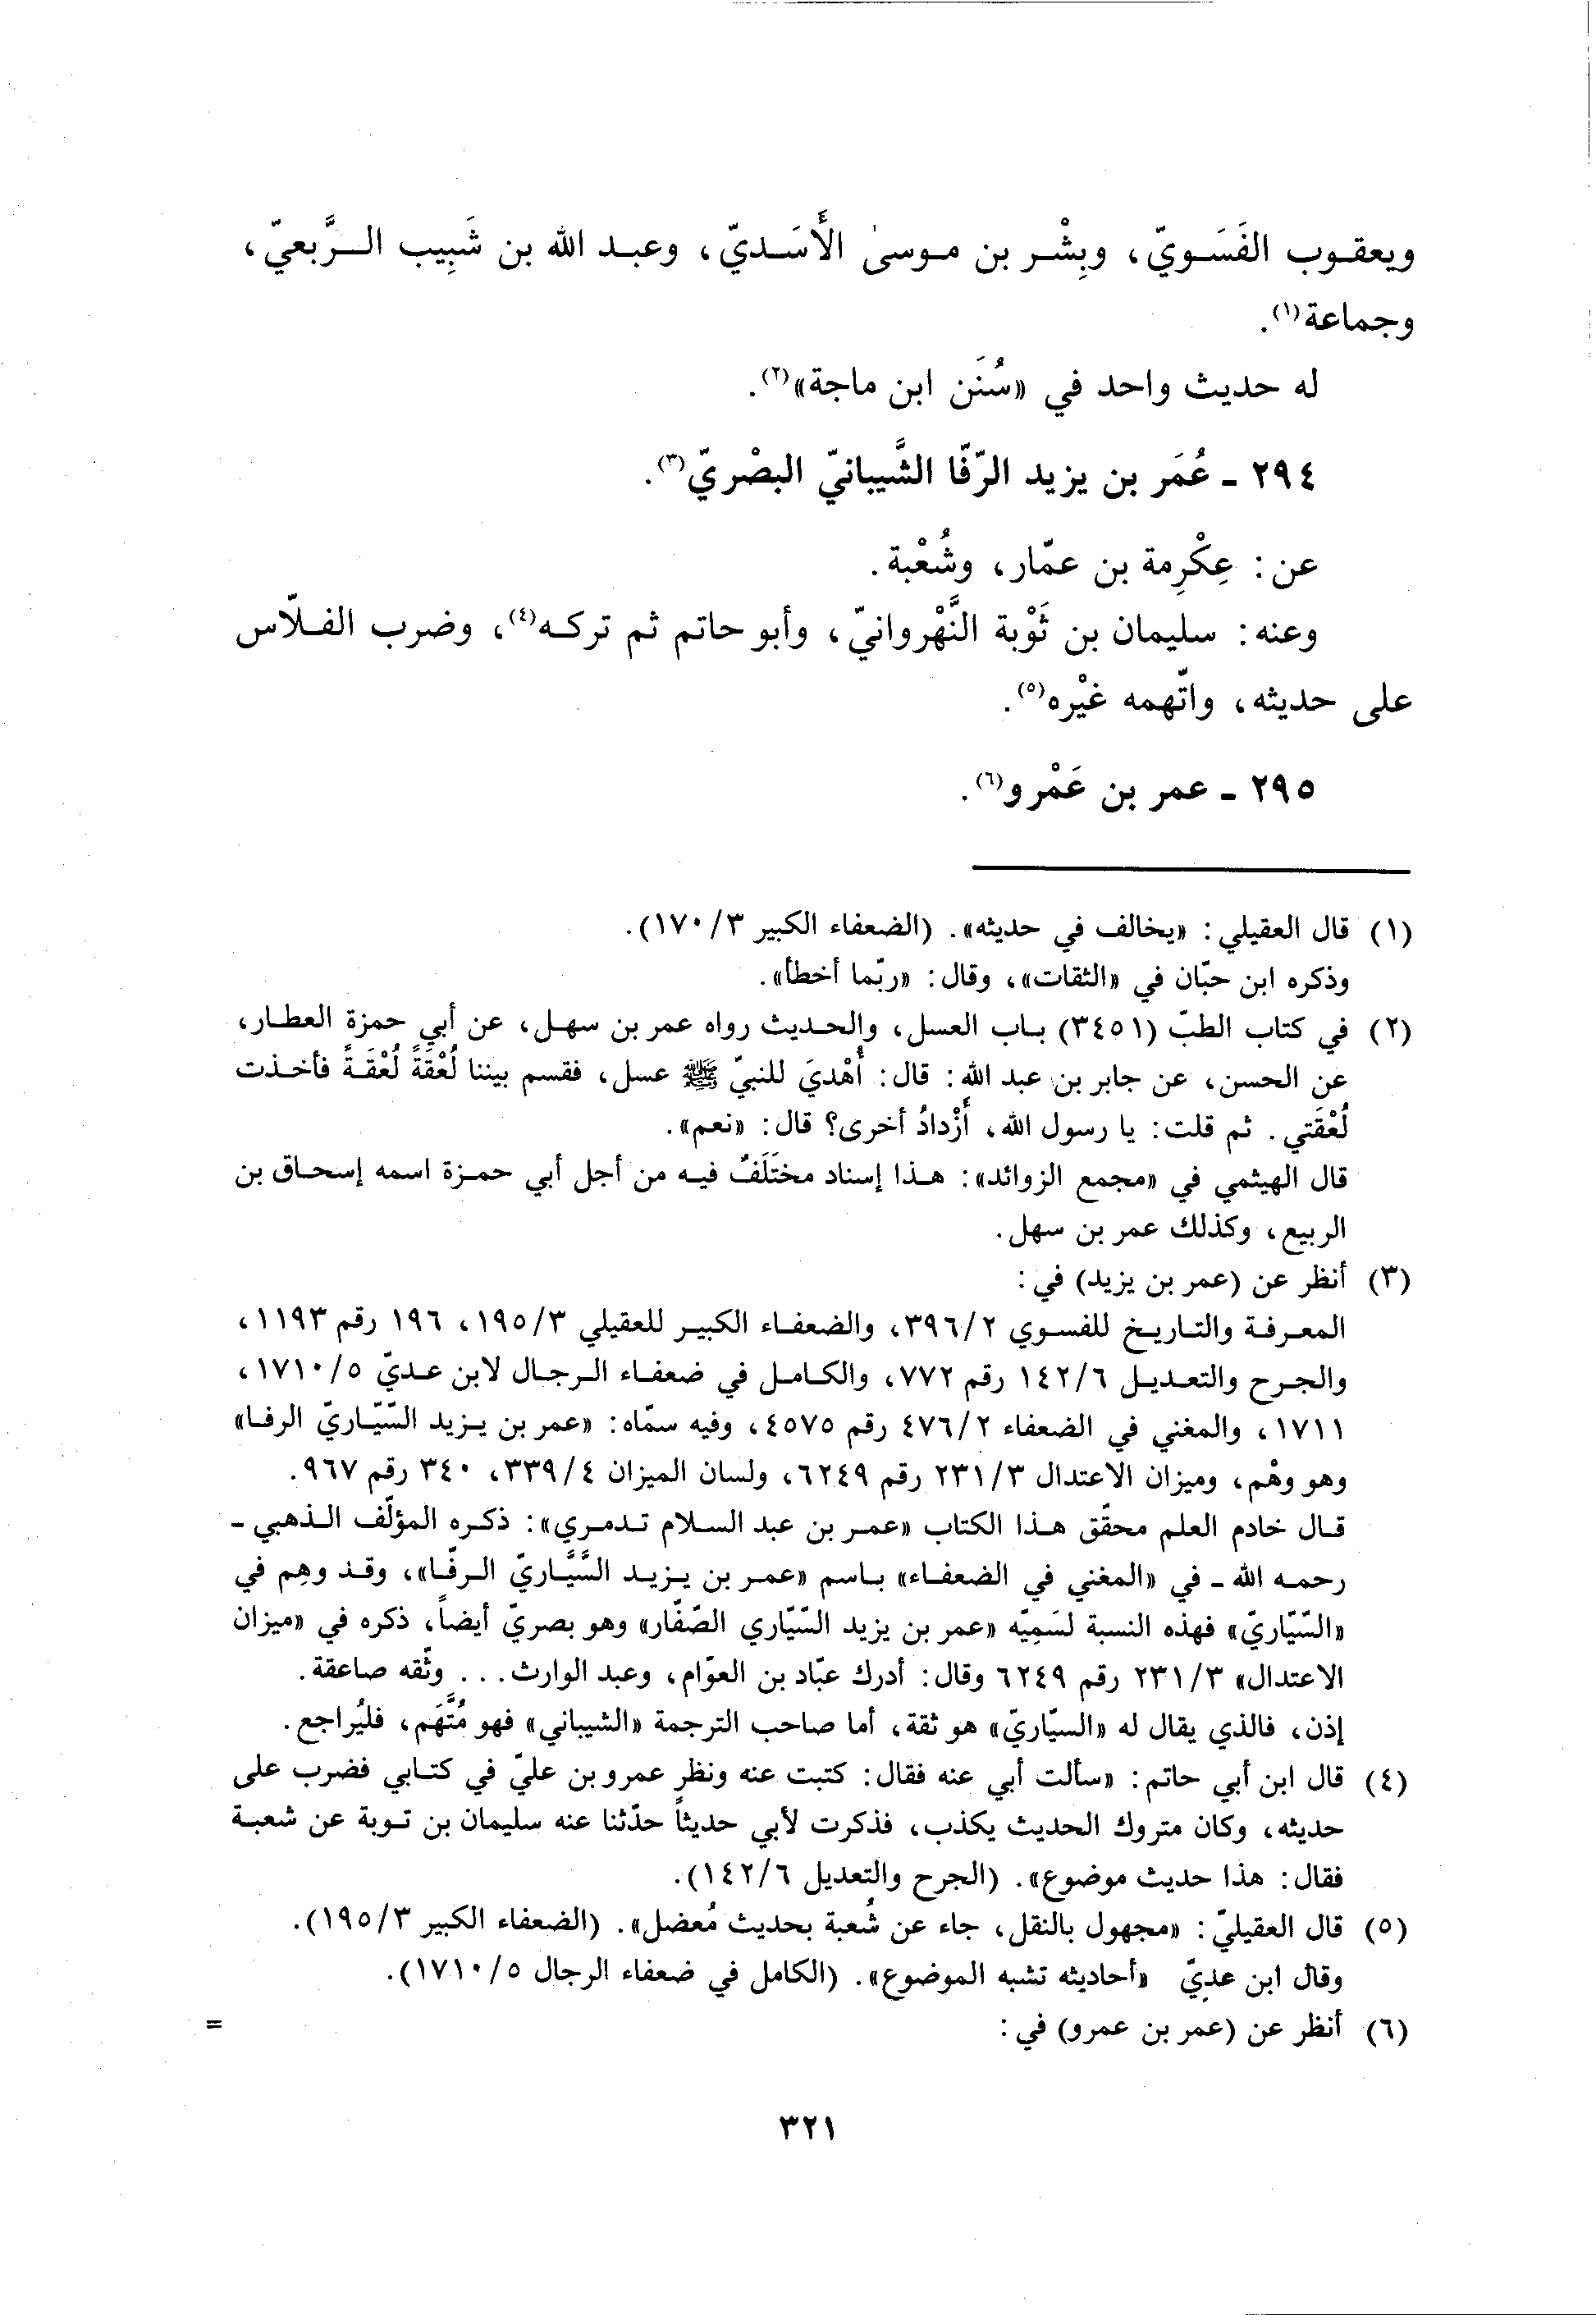 ويعقوب الفَسَويّ، وبِشْر بن موسىٰ الأَسَديّ، وعبد الله بن شَبِيب الرَّبعيّ،
وجماعة(١).
له حديث واحد في «سُنَن ابن ماجة»(٢).
٢٩٤ ـ عُمَر بن يزيد الرّفّا الشَّيبانيّ البصْريّ(٣).
عن: عِكْرِمة بن عمّار، وشُعْبة.
وعنه: سليمان بن ثَوْبة النَّهْروانيّ، وأبو حاتم ثم تركه(٤)، وضرب الفلّاس
على حديثه، واتّهمه غيْره(٥).
٢٩٥ ـ عمر بن عَمْرو(٦).
(١) قال العقيلي: «يخالف في حديثه». (الضعفاء الكبير ٣/١٧٠).
وذكره ابن حبّان في «الثقات»، وقال: «ربّما أخطأ».
(٢) في كتاب الطبّ (٣٤٥١) باب العسل، والحديث رواه عمر بن سهل، عن أبي حمزة العطار،
عن الحسن، عن جابر بن عبد الله: قال: أُهْديَ للنبيّ ﷺ عسل، فقسم بيننا لُعْقَةً لُعْقَةً فأخذت
لُعْقَتي. ثم قلت: يا رسول الله، أَزْدادُ أخرى؟ قال: «نعم».
قال الهيثمي في «مجمع الزوائد»: هذا إسناد مختَلَفٌ فيه من أجل أبي حمزة اسمه إسحاق بن
الربيع، وكذلك عمر بن سهل.
(٣) أنظر عن (عمر بن يزيد) في:
المعرفة والتاريخ للفسوي ٢/٣٩٦، والضعفاء الكبير للعقيلي ٣/١٩٥، ١٩٦ رقم ١١٩٣،
والجرح والتعديل ٦/١٤٢ رقم ٧٧٢، والكامل في ضعفاء الرجال لابن عديّ ٥/١٧١٠،
١٧١١، والمغني في الضعفاء ٢/٤٧٦ رقم ٤٥٧٥، وفيه سمّاه: «عمر بن يزيد السّيّاريّ الرفا»
وهو وهْم، وميزان الاعتدال ٣/٢٣١ رقم ٦٢٤٩، ولسان الميزان ٤/٣٣٩، ٣٤٠ رقم ٩٦٧.
قال خادم العلم محقّق هذا الكتاب «عمر بن عبد السلام تدمري»: ذكره المؤلّف الذهبي ـ
رحمه الله ـ في «المغني في الضعفاء» باسم «عمر بن يزيد السَّيَّاريّ الرفّا»، وقد وهِم في
«السّيّاريّ» فهذه النسبة لسَمِيّه «عمر بن يزيد السّيّاري الصّفّار» وهو بصريّ أيضاً، ذكره في «ميزان
الاعتدال» ٣/٢٣١ رقم ٦٢٤٩ وقال: أدرك عبّاد بن العوّام، وعبد الوارث... وثّقه صاعقة.
إذن، فالذي يقال له «السيّاريّ» هو ثقة، أما صاحب الترجمة «الشيباني» فهو مُتَّهَم، فليُراجع.
(٤) قال ابن أبي حاتم: «سألت أبي عنه فقال: كتبت عنه ونظر عمرو بن عليّ في كتابي فضرب على
حديثه، وكان متروك الحديث يكذب، فذكرت لأبي حديثاً حدّثنا عنه سليمان بن توبة عن شعبة
فقال: هذا حديث موضوع». (الجرح والتعديل ٦/١٤٢).
(٥) قال العقيليّ: «مجهول بالنقل، جاء عن شُعبة بحديث مُعضل». (الضعفاء الكبير ٣/١٩٥).
وقال ابن عديّ «أحاديثه تشبه الموضوع». (الكامل في ضعفاء الرجال ٥/١٧١٠).
(٦) أنظر عن (عمر بن عمرو) في: =
٣٢١